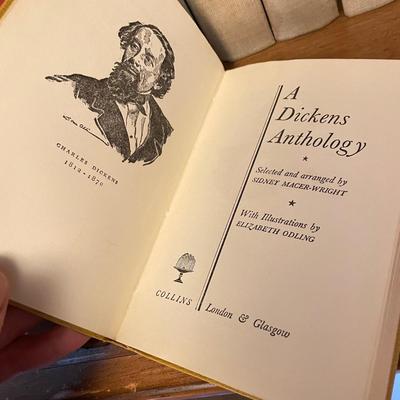 CHARLES DICKENS
1812-1870
A
Dickens
Anthology
Selected and arranged by
SIDNEY MACER-WRIGHT
With Illustrations by
ELIZABETH ODLING
COLLINS
London & Glasgow